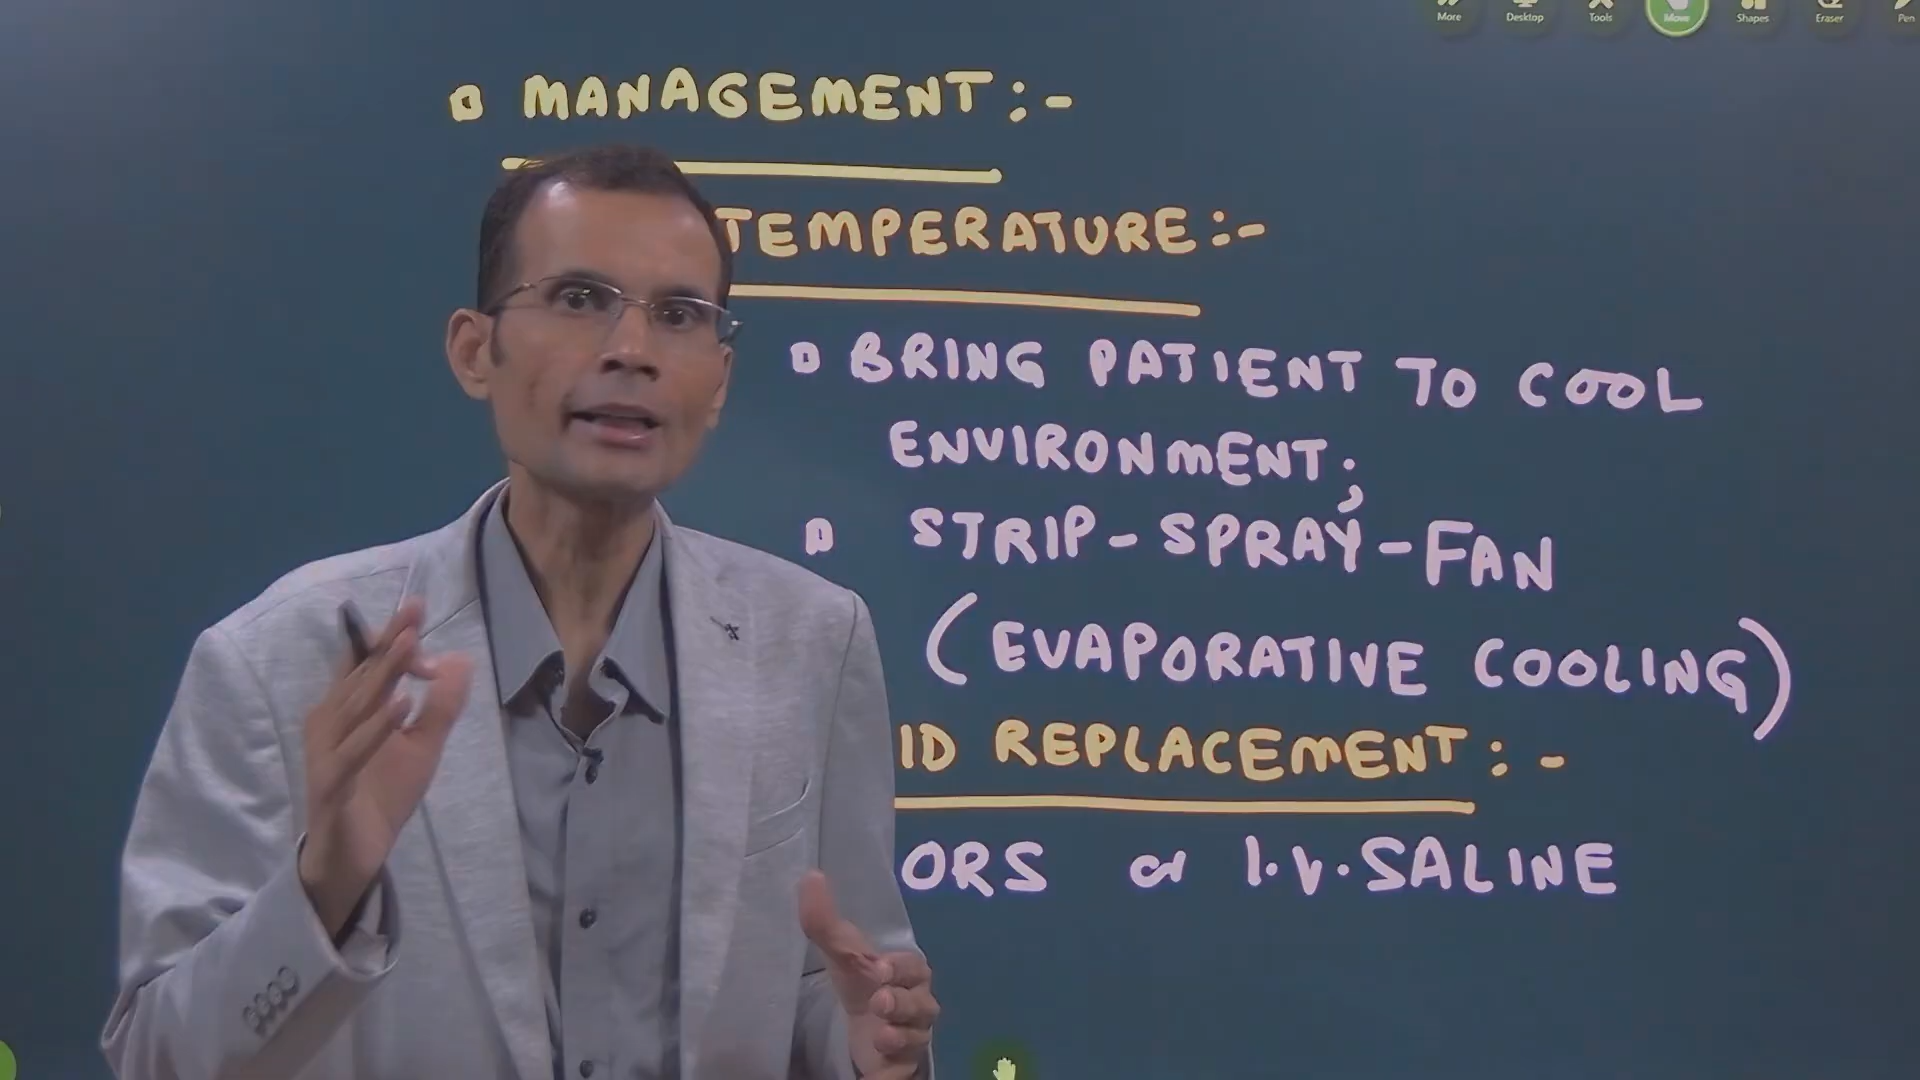 More Desktop Tools Move Shapes Eraser Pen
MANAGEMENT:-
TEMPERATURE:-
BRING PATIENT TO COOL
ENVIRONMENT;
STRIP-SPRAY-FAN
(EVAPORATIVE COOLING)
ID REPLACEMENT:-
ORS or I.V. SALINE